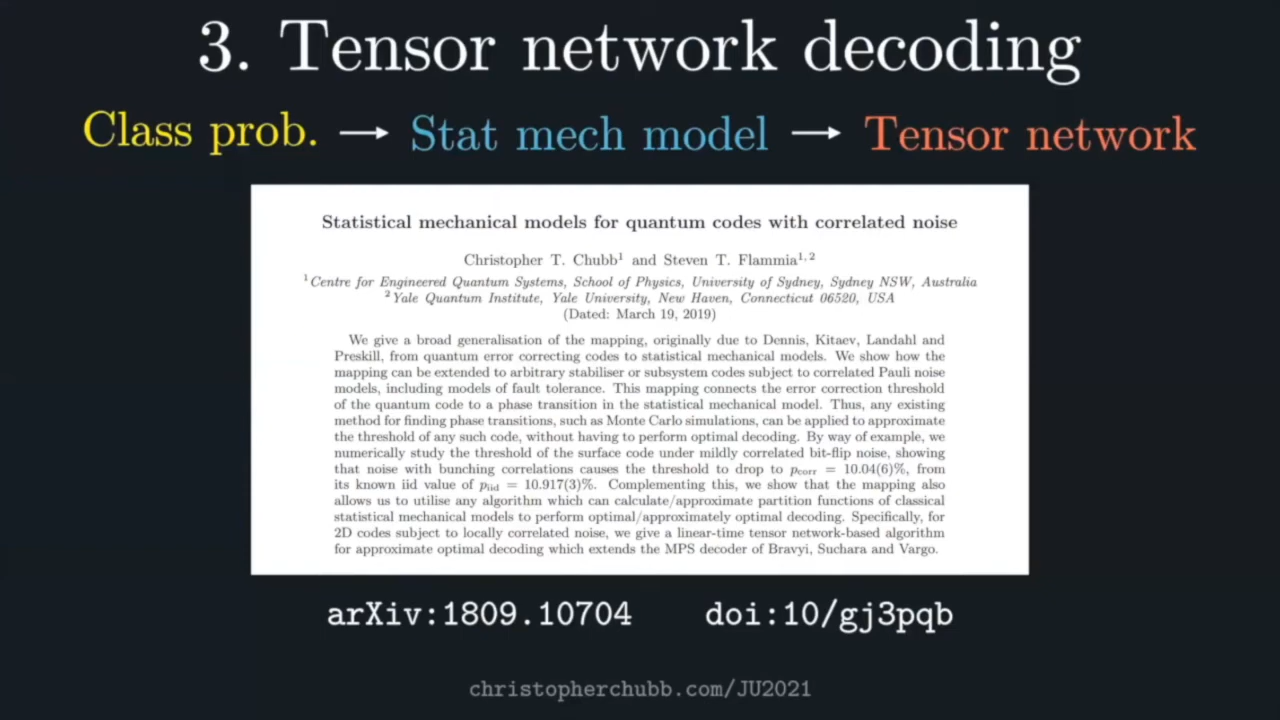 3. Tensor network decoding
Class prob. → Stat mech model → Tensor network
Statistical mechanical models for quantum codes with correlated noise
Christopher T. Chubb¹ and Steven T. Flammia¹,²
¹Centre for Engineered Quantum Systems, School of Physics, University of Sydney, Sydney NSW, Australia
²Yale Quantum Institute, Yale University, New Haven, Connecticut 06520, USA
(Dated: March 19, 2019)
We give a broad generalisation of the mapping, originally due to Dennis, Kitaev, Landahl and
Preskill, from quantum error correcting codes to statistical mechanical models. We show how the
mapping can be extended to arbitrary stabiliser or subsystem codes subject to correlated Pauli noise
models, including models of fault tolerance. This mapping connects the error correction threshold
of the quantum code to a phase transition in the statistical mechanical model. Thus, any existing
method for finding phase transitions, such as Monte Carlo simulations, can be applied to approximate
the threshold of any such code, without having to perform optimal decoding. By way of example, we
numerically study the threshold of the surface code under mildly correlated bit-flip noise, showing
that noise with bunching correlations causes the threshold to drop to p_corr = 10.04(6)%, from
its known iid value of p_iid = 10.917(3)%. Complementing this, we show that the mapping also
allows us to utilise any algorithm which can calculate/approximate partition functions of classical
statistical mechanical models to perform optimal/approximately optimal decoding. Specifically, for
2D codes subject to locally correlated noise, we give a linear-time tensor network-based algorithm
for approximate optimal decoding which extends the MPS decoder of Bravyi, Suchara and Vargo.
arXiv:1809.10704 doi:10/gj3pqb
christopherchubb.com/JU2021